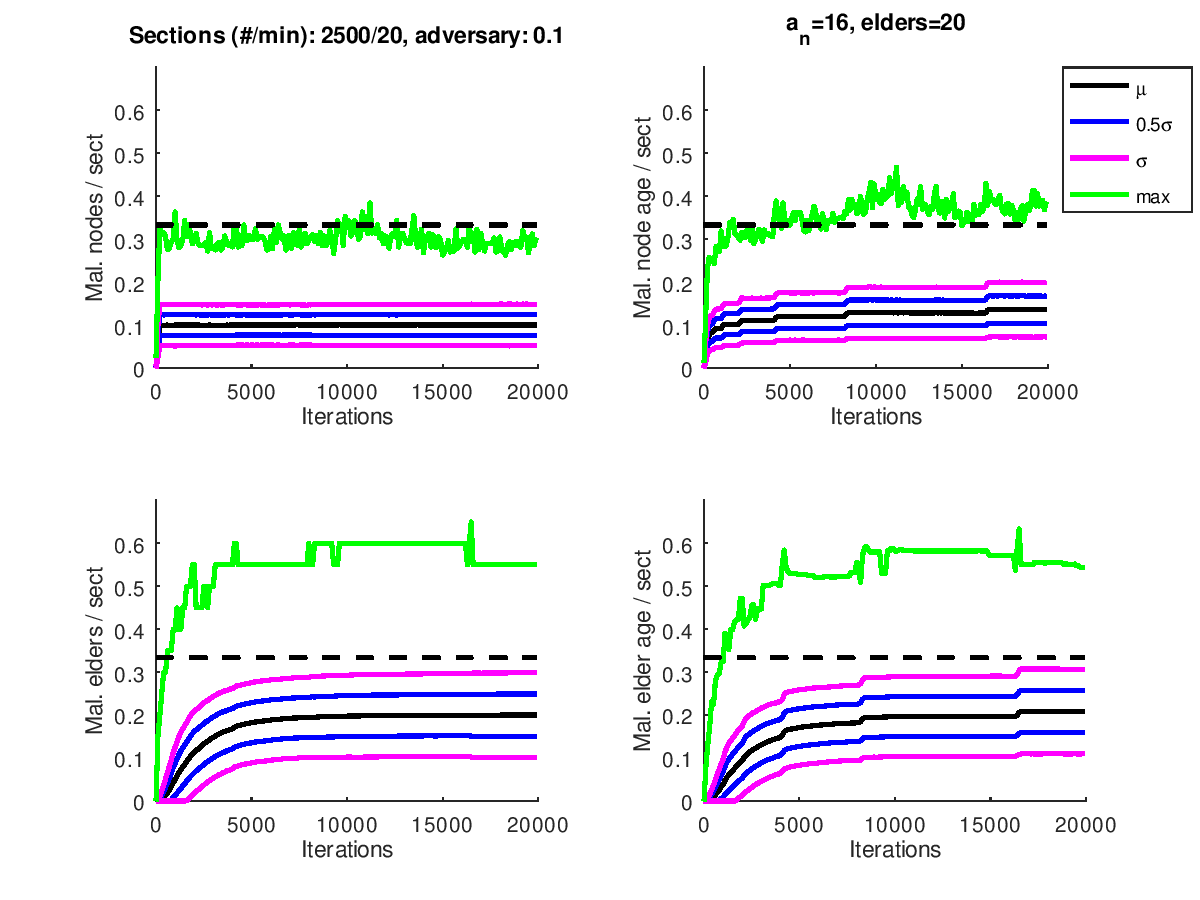 Sections (#/min): 2500/20, adversary: 0.1
a_n=16, elders=20
μ
0.5σ
σ
max
Mal. nodes / sect
0.6
0.5
0.4
0.3
0.2
0.1
0
0 5000 10000 15000 20000
Iterations
Mal. node age / sect
0.6
0.5
0.4
0.3
0.2
0.1
0
0 5000 10000 15000 20000
Iterations
Mal. elders / sect
0.6
0.5
0.4
0.3
0.2
0.1
0
0 5000 10000 15000 20000
Iterations
Mal. elder age / sect
0.6
0.5
0.4
0.3
0.2
0.1
0
0 5000 10000 15000 20000
Iterations